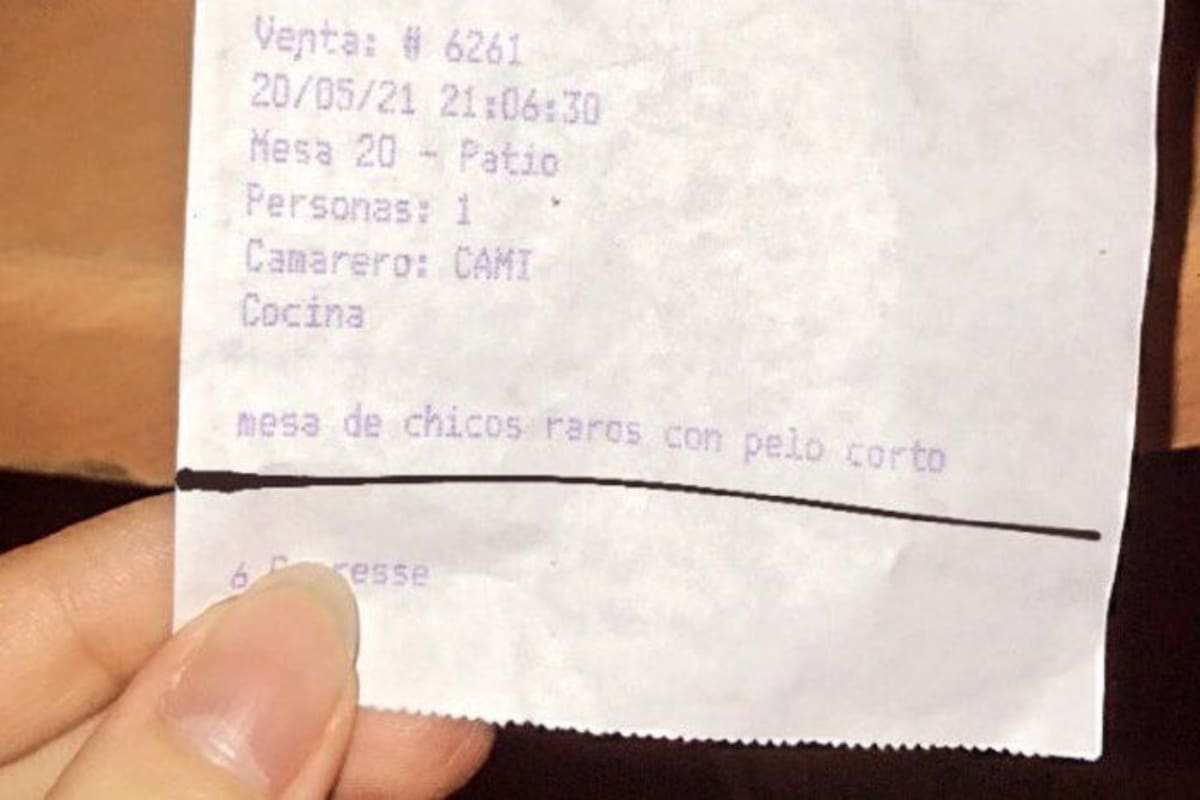 Venta: # 6261
20/05/21 21:06:30
Mesa 20 - Patio
Personas: 1
Camarero: CAMI
Cocina
mesa de chicos raros con pelo corto
6